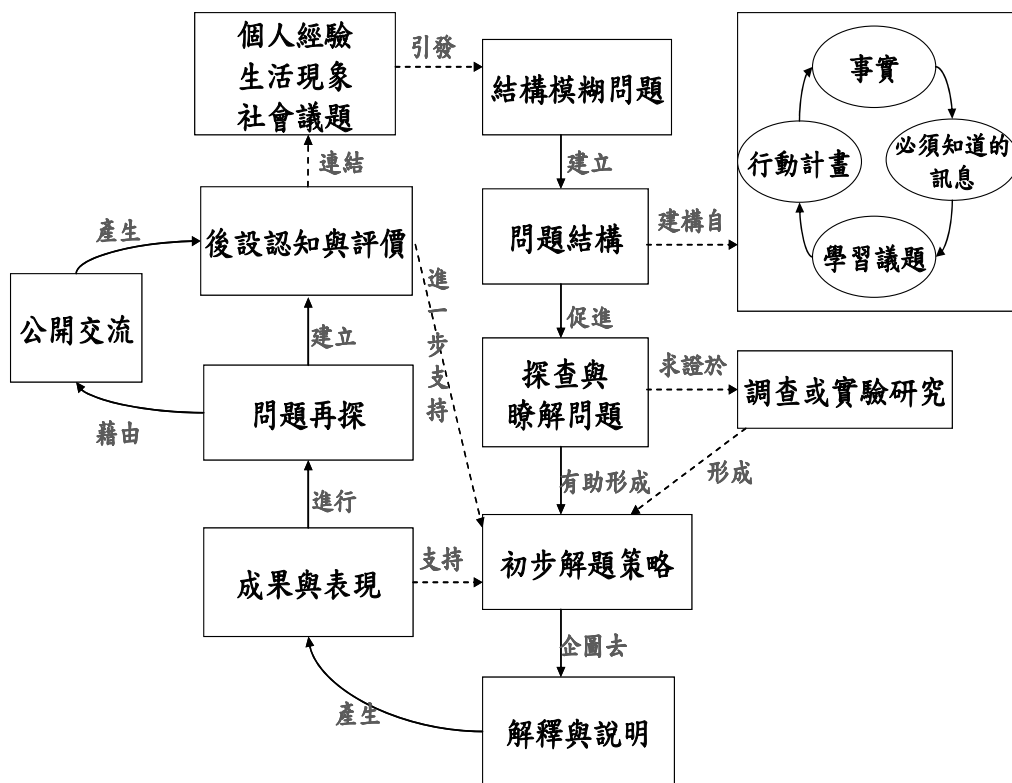 個人經驗
生活現象
社會議題
引發
結構模糊問題
事實
必須知道的
訊息
行動計畫
學習議題
連結
建立
產生
後設認知與評價
問題結構
建構自
進一步支持
公開交流
建立
促進
問題再探
探查與
瞭解問題
求證於
調查或實驗研究
藉由
進行
有助形成
形成
成果與表現
支持
初步解題策略
企圖去
產生
解釋與說明